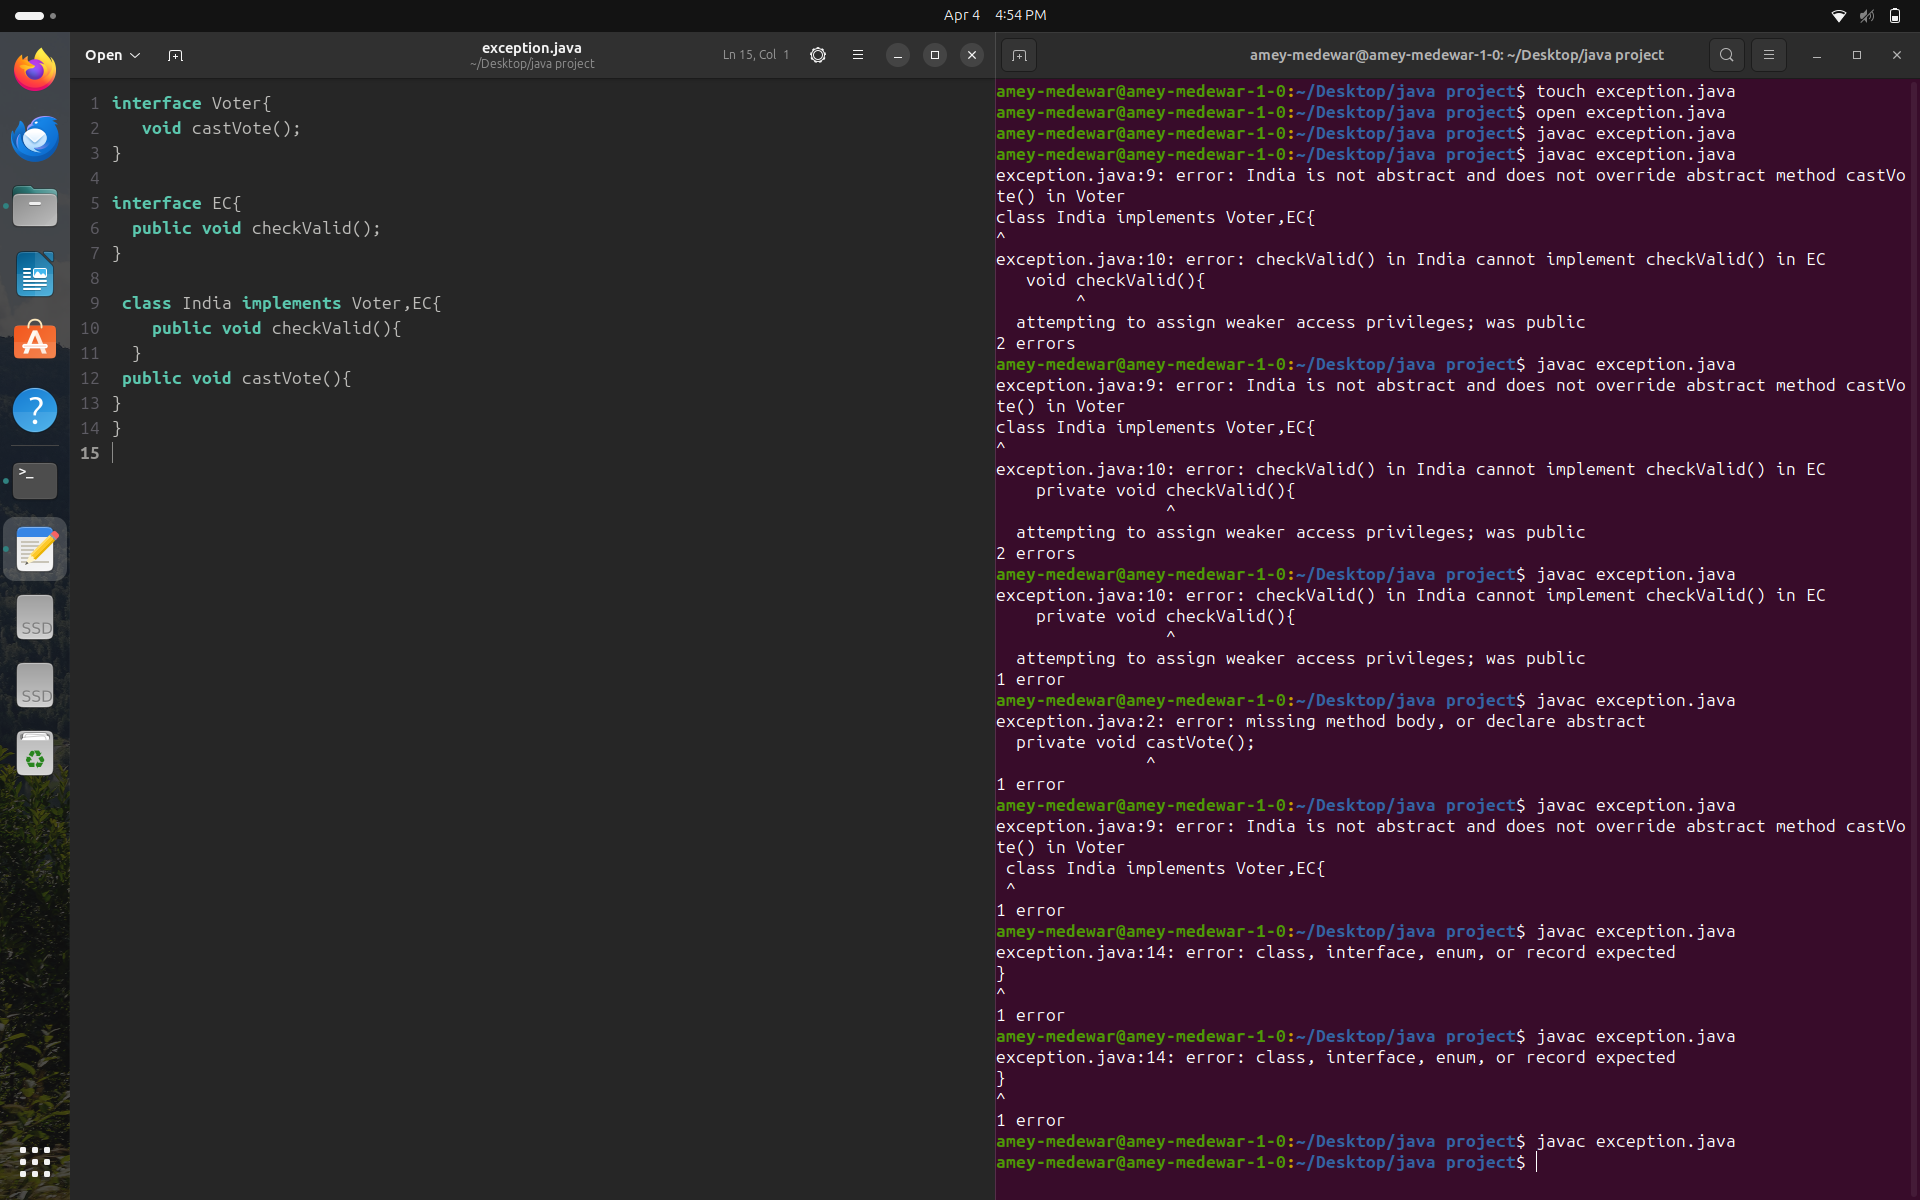 Apr 4 4:54 PM
Open
exception.java
~/Desktop/java project
Ln 15, Col 1
1 interface Voter{
2 void castVote();
3 }
4
5 interface EC{
6 public void checkValid();
7 }
8
9 class India implements Voter,EC{
10 public void checkValid(){
11 }
12 public void castVote(){
13 }
14 }
15
SSD
SSD
amey-medewar@amey-medewar-1-0: ~/Desktop/java project
amey-medewar@amey-medewar-1-0:~/Desktop/java project$ touch exception.java
amey-medewar@amey-medewar-1-0:~/Desktop/java project$ open exception.java
amey-medewar@amey-medewar-1-0:~/Desktop/java project$ javac exception.java
amey-medewar@amey-medewar-1-0:~/Desktop/java project$ javac exception.java
exception.java:9: error: India is not abstract and does not override abstract method castVo
te() in Voter
class India implements Voter,EC{
^
exception.java:10: error: checkValid() in India cannot implement checkValid() in EC
void checkValid(){
^
attempting to assign weaker access privileges; was public
2 errors
amey-medewar@amey-medewar-1-0:~/Desktop/java project$ javac exception.java
exception.java:9: error: India is not abstract and does not override abstract method castVo
te() in Voter
class India implements Voter,EC{
^
exception.java:10: error: checkValid() in India cannot implement checkValid() in EC
private void checkValid(){
^
attempting to assign weaker access privileges; was public
2 errors
amey-medewar@amey-medewar-1-0:~/Desktop/java project$ javac exception.java
exception.java:10: error: checkValid() in India cannot implement checkValid() in EC
private void checkValid(){
^
attempting to assign weaker access privileges; was public
1 error
amey-medewar@amey-medewar-1-0:~/Desktop/java project$ javac exception.java
exception.java:2: error: missing method body, or declare abstract
private void castVote();
^
1 error
amey-medewar@amey-medewar-1-0:~/Desktop/java project$ javac exception.java
exception.java:9: error: India is not abstract and does not override abstract method castVo
te() in Voter
class India implements Voter,EC{
^
1 error
amey-medewar@amey-medewar-1-0:~/Desktop/java project$ javac exception.java
exception.java:14: error: class, interface, enum, or record expected
}
^
1 error
amey-medewar@amey-medewar-1-0:~/Desktop/java project$ javac exception.java
exception.java:14: error: class, interface, enum, or record expected
}
^
1 error
amey-medewar@amey-medewar-1-0:~/Desktop/java project$ javac exception.java
amey-medewar@amey-medewar-1-0:~/Desktop/java project$